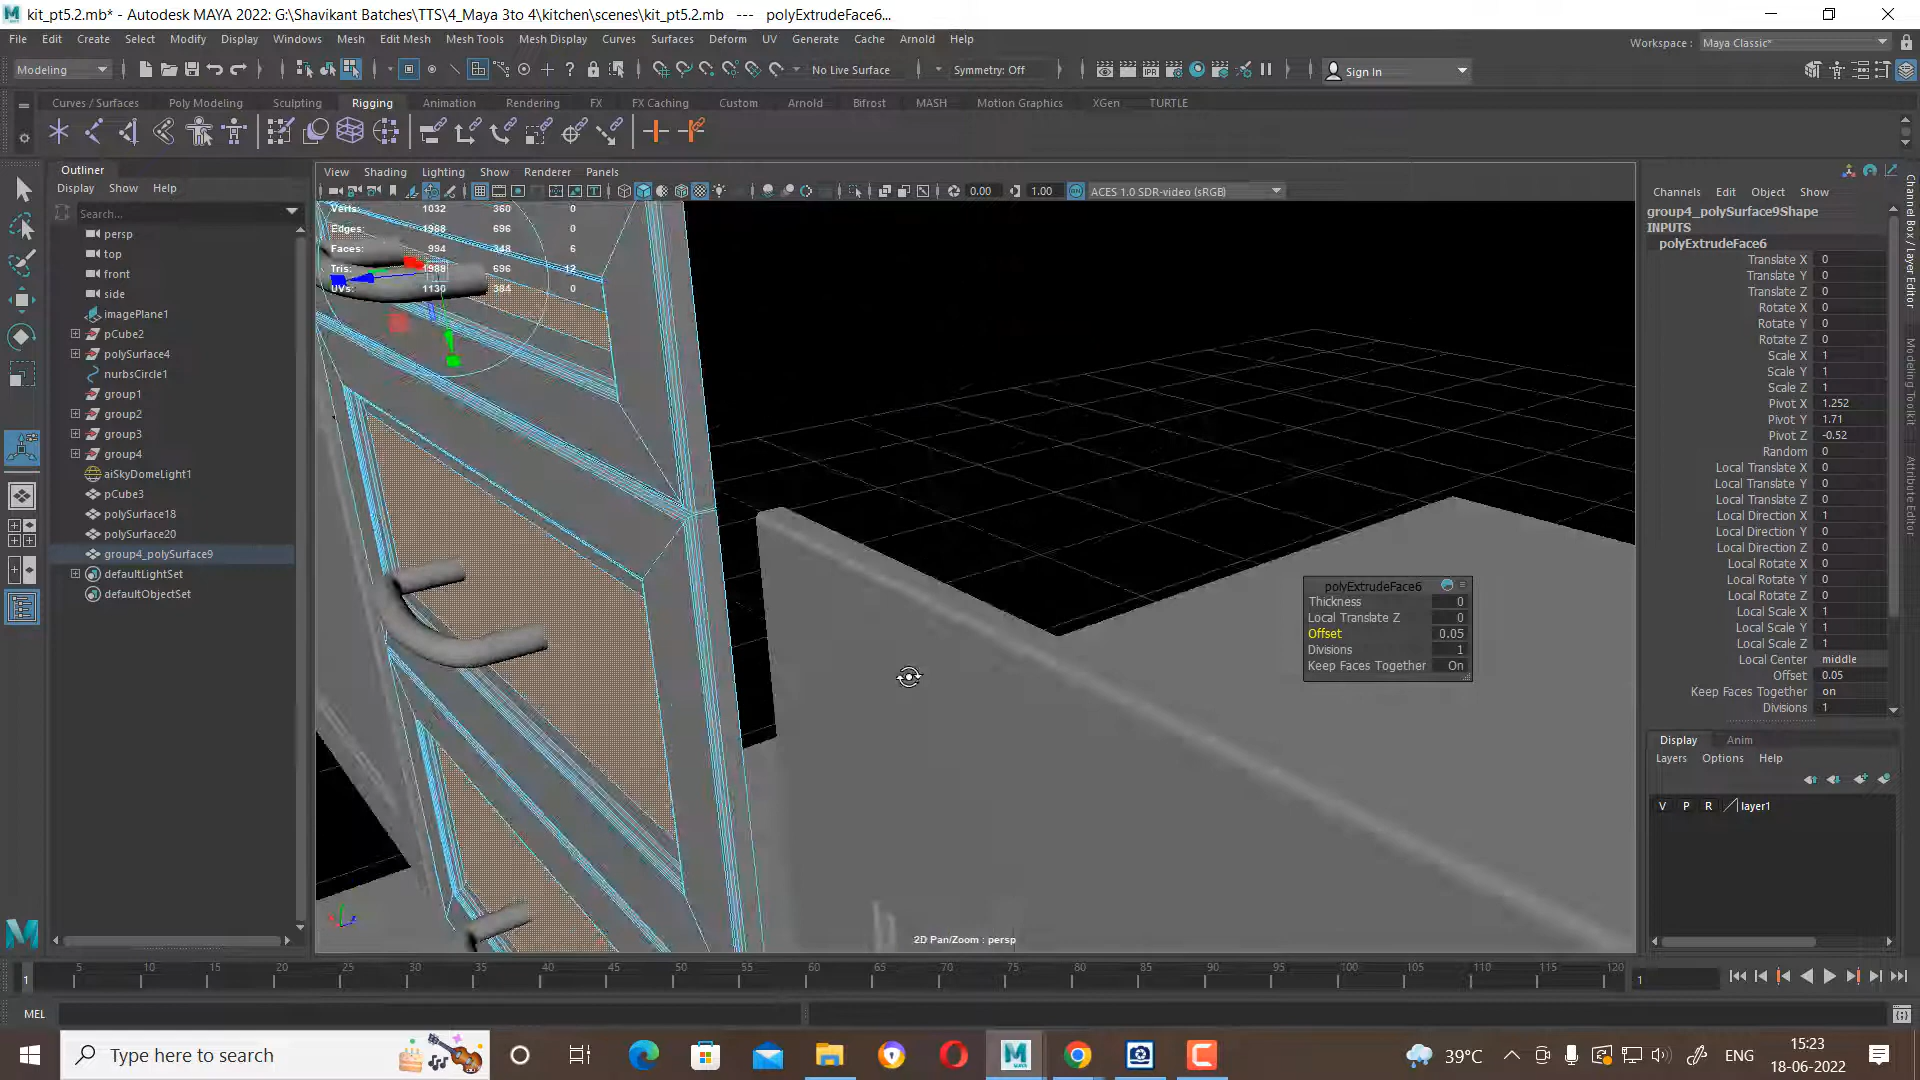 kit_pt5.2.mb* - Autodesk MAYA 2022: G:\Shavikant Batches\TTS\4_Maya 3to 4\kitchen\scenes\kit_pt5.2.mb --- polyExtrudeFace6...
File Edit Create Select Modify Display Windows Mesh Edit Mesh Mesh Tools Mesh Display Curves Surfaces Deform UV Generate Cache Arnold Help
Workspace : Maya Classic*
Modeling No Live Surface Symmetry: Off Sign In
Curves / Surfaces Poly Modeling Sculpting Rigging Animation Rendering FX FX Caching Custom Arnold Bifrost MASH Motion Graphics XGen TURTLE
Outliner
Display Show Help
Search...
persp
top
front
side
imagePlane1
pCube2
polySurface4
nurbsCircle1
group1
group2
group3
group4
aiSkyDomeLight1
pCube3
polySurface18
polySurface20
group4_polySurface9
defaultLightSet
defaultObjectSet
View Shading Lighting Show Renderer Panels
0.00 1.00 ACES 1.0 SDR-video (sRGB)
Verts: 1032 360 0
Edges: 1988 696 0
Faces: 994 348 6
Tris: 1988 696 12
UVs: 1130 384 0
polyExtrudeFace6
Thickness 0
Local Translate Z 0
Offset 0.05
Divisions 1
Keep Faces Together On
2D Pan/Zoom : persp
Channels Edit Object Show
group4_polySurface9Shape
INPUTS
polyExtrudeFace6
Translate X 0
Translate Y 0
Translate Z 0
Rotate X 0
Rotate Y 0
Rotate Z 0
Scale X 1
Scale Y 1
Scale Z 1
Pivot X 1.252
Pivot Y 1.71
Pivot Z -0.52
Random 0
Local Translate X 0
Local Translate Y 0
Local Translate Z 0
Local Direction X 1
Local Direction Y 0
Local Direction Z 0
Local Rotate X 0
Local Rotate Y 0
Local Rotate Z 0
Local Scale X 1
Local Scale Y 1
Local Scale Z 1
Local Center middle
Offset 0.05
Keep Faces Together on
Divisions 1
Display Anim
Layers Options Help
V P R layer1
Channel Box / Layer Editor
Modeling Toolkit
Attribute Editor
1 5 10 15 20 25 30 35 40 45 50 55 60 65 70 75 80 85 90 95 100 105 110 115 120 1
MEL
Type here to search
39°C ENG
15:23
18-06-2022